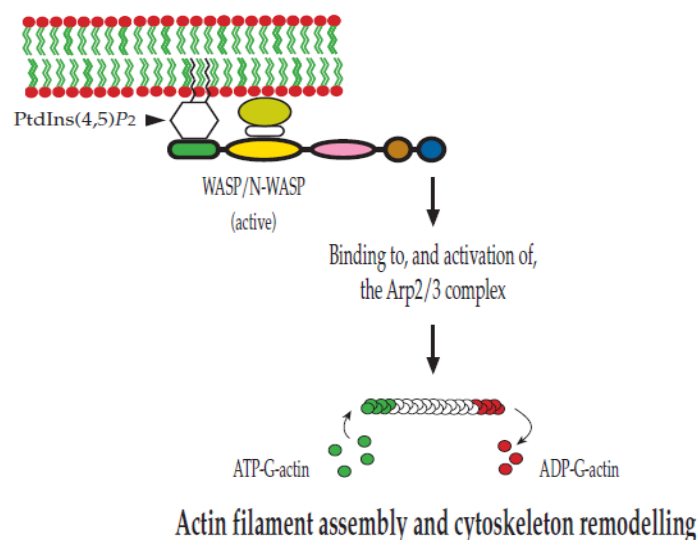 PtdIns(4,5)P2
WASP/N-WASP
(active)
Binding to, and activation of,
the Arp2/3 complex
ATP-G-actin
ADP-G-actin
Actin filament assembly and cytoskeleton remodelling